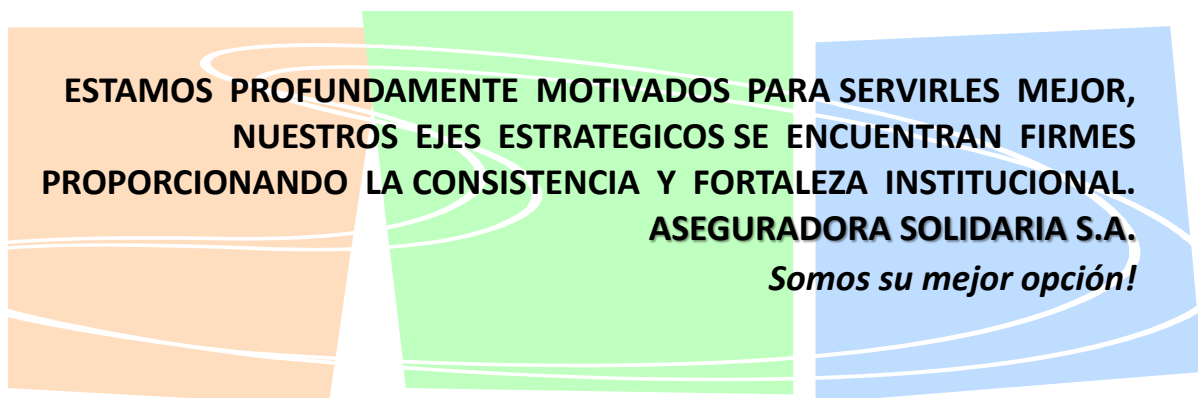 ESTAMOS PROFUNDAMENTE MOTIVADOS PARA SERVIRLES MEJOR,
NUESTROS EJES ESTRATEGICOS SE ENCUENTRAN FIRMES
PROPORCIONANDO LA CONSISTENCIA Y FORTALEZA INSTITUCIONAL.
ASEGURADORA SOLIDARIA S.A.
Somos su mejor opción!